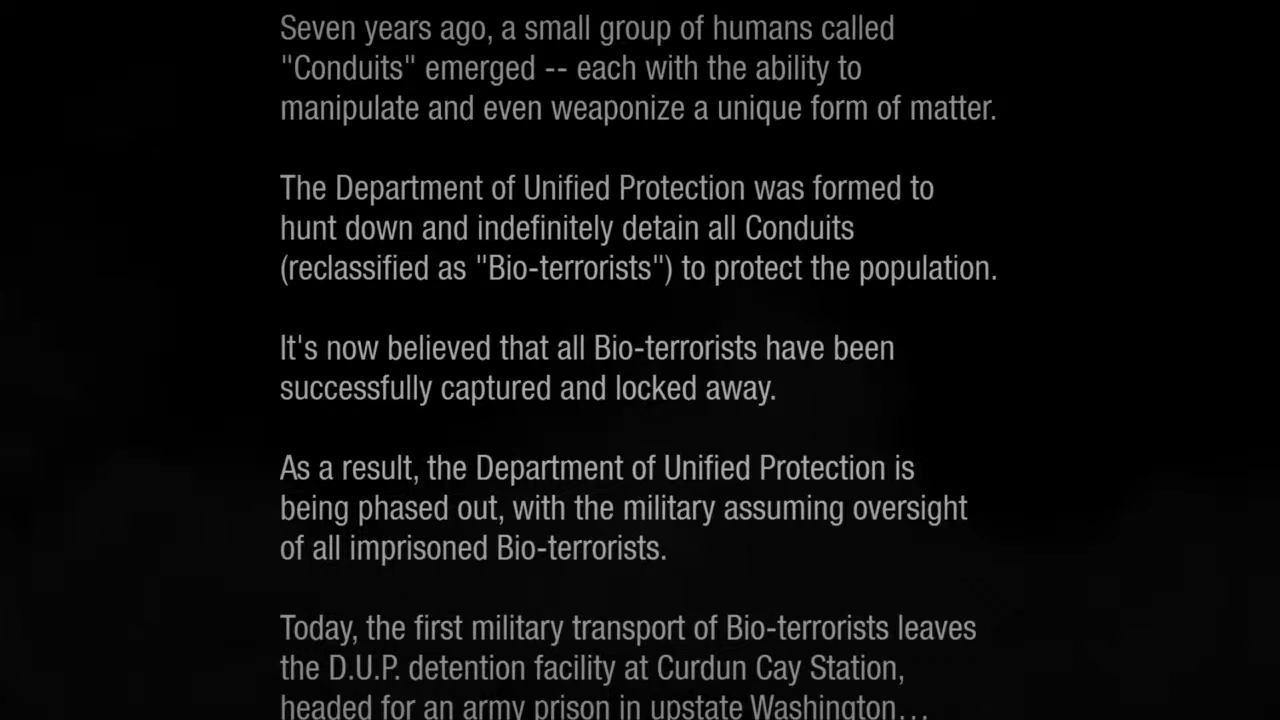 Seven years ago, a small group of humans called
"Conduits" emerged -- each with the ability to
manipulate and even weaponize a unique form of matter.
The Department of Unified Protection was formed to
hunt down and indefinitely detain all Conduits
(reclassified as "Bio-terrorists") to protect the population.
It's now believed that all Bio-terrorists have been
successfully captured and locked away.
As a result, the Department of Unified Protection is
being phased out, with the military assuming oversight
of all imprisoned Bio-terrorists.
Today, the first military transport of Bio-terrorists leaves
the D.U.P. detention facility at Curdun Cay Station,
headed for an army prison in upstate Washington...